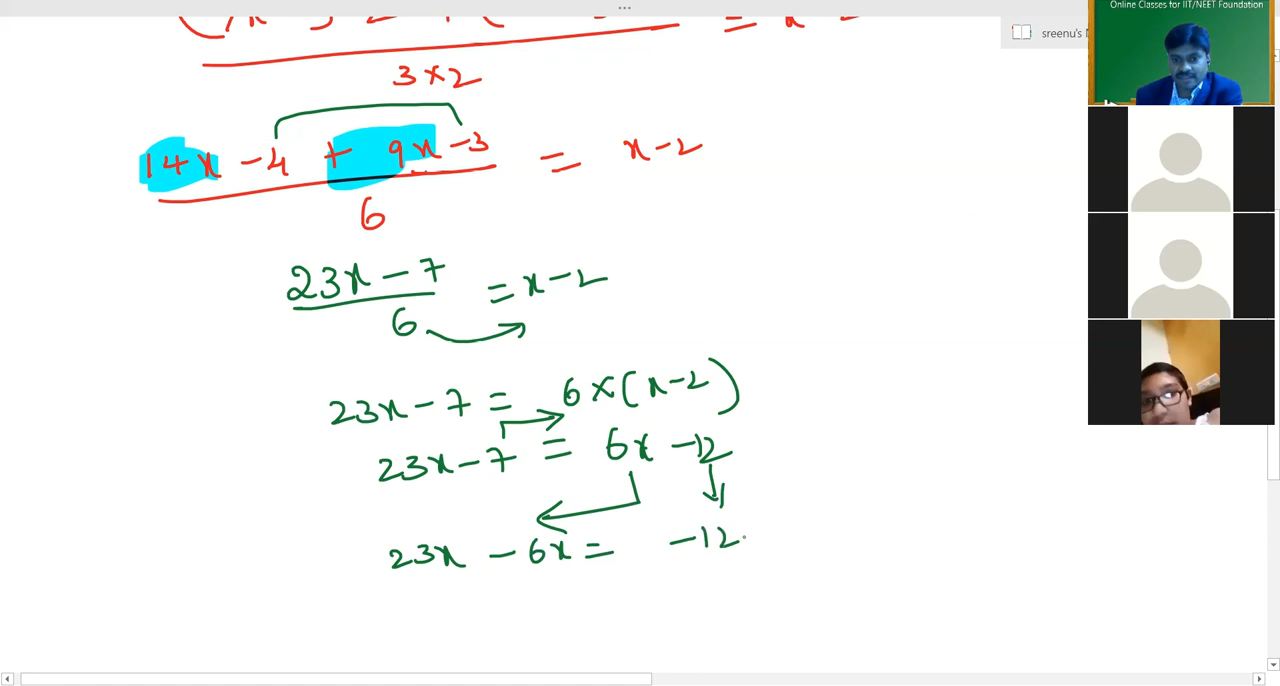 Online Classes for IIT/NEET Foundation
sreenu's
3 × 2
14x - 4 + 9x - 3 = x - 2
6
23x - 7 = x - 2
6
23x - 7 = 6 × (x - 2)
23x - 7 = 6x - 12
23x - 6x = - 12